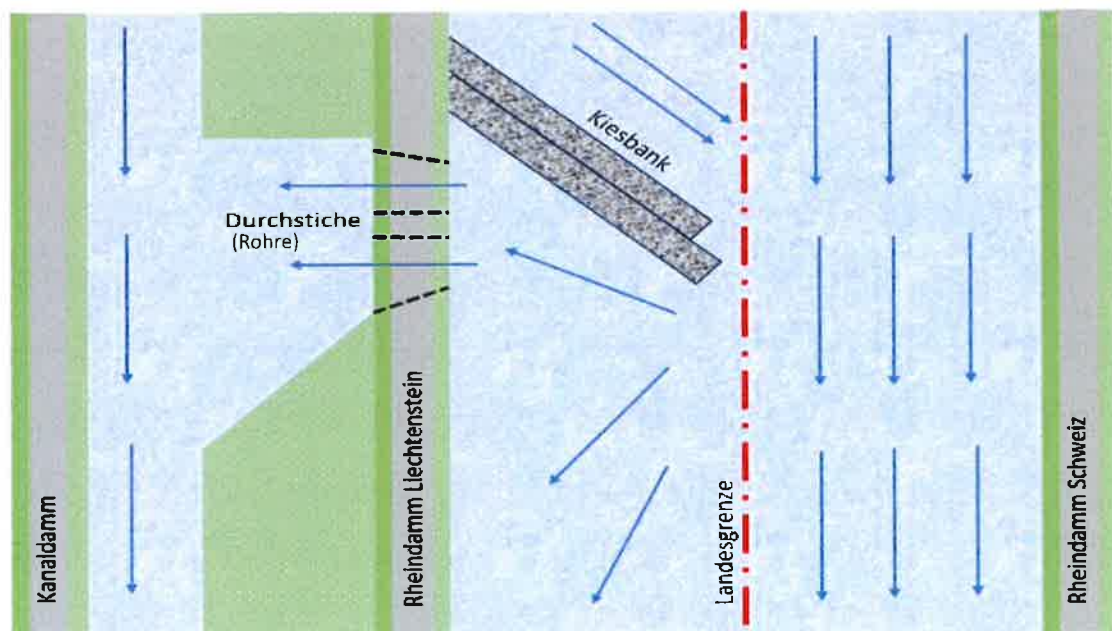 Kiesbank
Durchstiche
(Rohre)
Kanaldamm
Rheindamm Liechtenstein
Landesgrenze
Rheindamm Schweiz